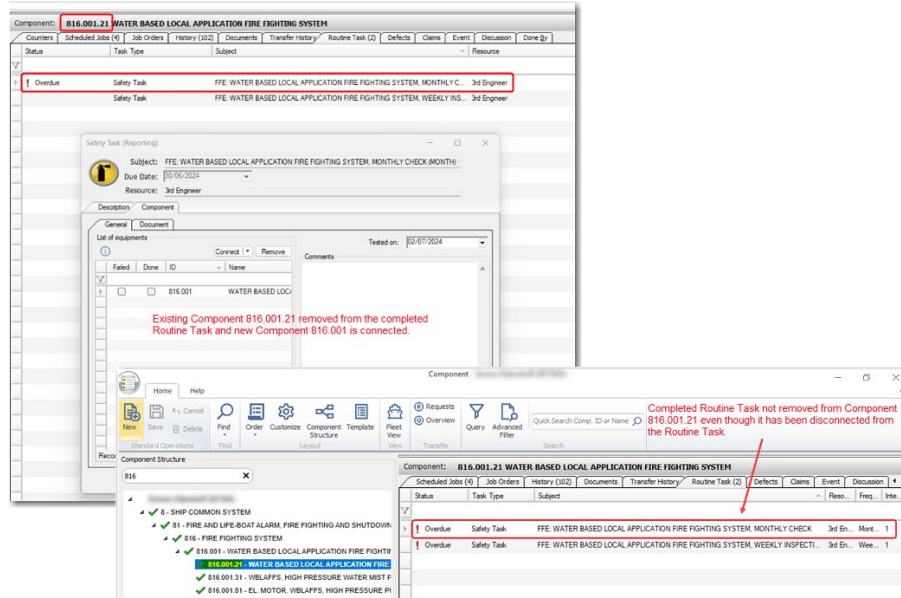 Component: 816.001.21 WATER BASED LOCAL APPLICATION FIRE FIGHTING SYSTEM
Counters Scheduled Jobs (4) Job Orders History (102) Documents Transfer History Routine Task (2) Defects Claims Event Discussion Done By
Status Task Type Subject Resource
! Overdue Safety Task FFE: WATER BASED LOCAL APPLICATION FIRE FIGHTING SYSTEM, MONTHLY C... 3rd Engineer
Safety Task FFE: WATER BASED LOCAL APPLICATION FIRE FIGHTING SYSTEM, WEEKLY INS... 3rd Engineer
Safety Task (Reporting)
Subject: FFE: WATER BASED LOCAL APPLICATION FIRE FIGHTING SYSTEM, MONTHLY CHECK (MONTH)
Due Date: 30/06/2024
Resource: 3rd Engineer
Description Component
General Document
List of equipments
Connect Remove
Tested on: 02/07/2024
Comments
Failed Done ID Name
816.001 WATER BASED LOCA
Existing Component 816.001.21 removed from the completed
Routine Task and new Component 816.001 is connected.
Reco
Component
Home Help
New Save Cancel Delete Find Order Customize Component Structure Template Fleet View Requests Overview Query Advanced Filter Quick Search Comp. ID or Name
Standard Operations Find Layout View Transfer Search
Completed Routine Task not removed from Component
816.001.21 even though it has been disconnected from
the Routine Task.
Component Structure
816
8 - SHIP COMMON SYSTEM
81 - FIRE AND LIFE-BOAT ALARM, FIRE FIGHTING AND SHUTDOWN
816 - FIRE FIGHTING SYSTEM
816.001 - WATER BASED LOCAL APPLICATION FIRE FIGHTIN
816.001.21 - WATER BASED LOCAL APPLICATION FIRE
816.001.31 - WBLAFFS, HIGH PRESSURE WATER MIST F
816.001.81 - EL. MOTOR, WBLAFFS, HIGH PRESSURE P
Component: 816.001.21 WATER BASED LOCAL APPLICATION FIRE FIGHTING SYSTEM
Scheduled Jobs (4) Job Orders History (102) Documents Transfer History Routine Task (2) Defects Claims Event Discussion
Status Task Type Subject Reso... Freq... Inte...
! Overdue Safety Task FFE: WATER BASED LOCAL APPLICATION FIRE FIGHTING SYSTEM, MONTHLY CHECK 3rd En... Mont... 1
! Overdue Safety Task FFE: WATER BASED LOCAL APPLICATION FIRE FIGHTING SYSTEM, WEEKLY INSPECTI... 3rd En... Wee... 1